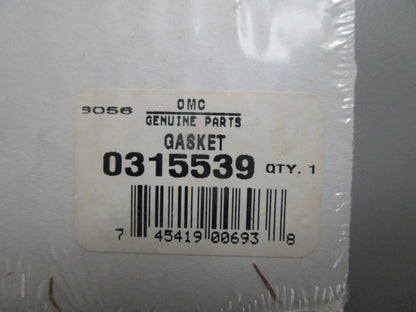 3056
OMC
GENUINE PARTS
GASKET
0315539 QTY. 1
7 45419 00693 8